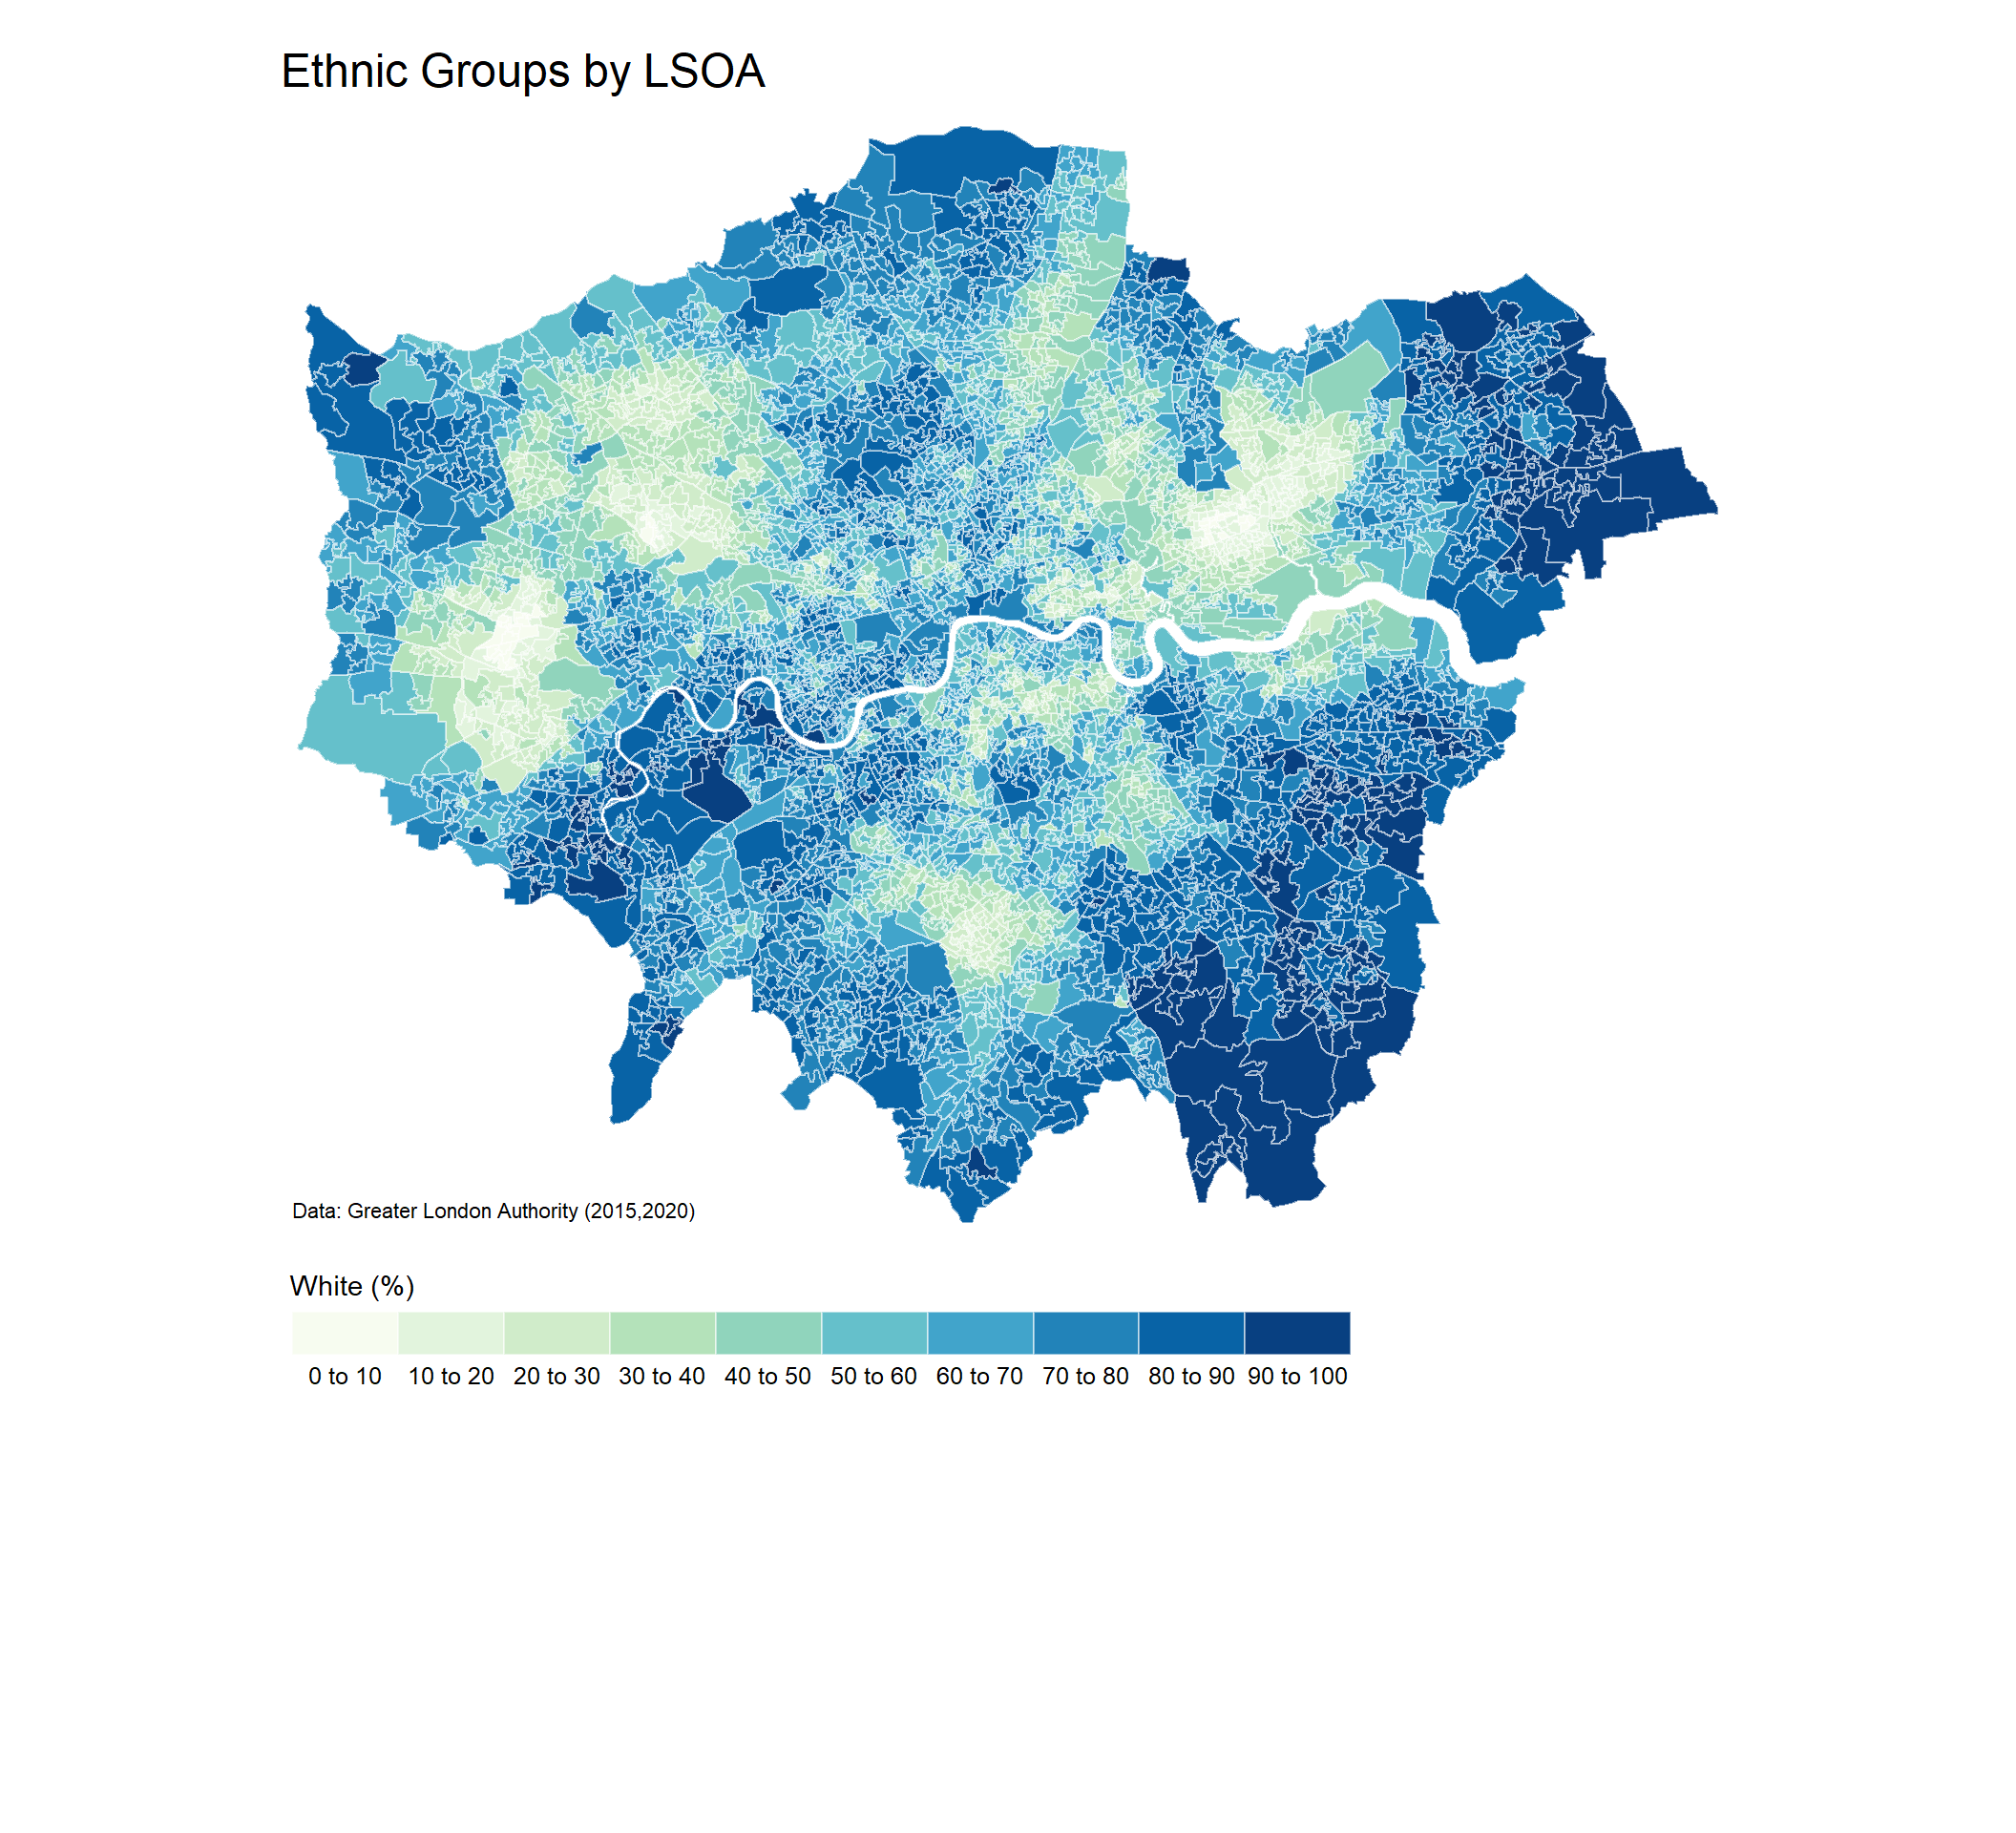 Ethnic Groups by LSOA
Data: Greater London Authority (2015,2020)
White (%)
0 to 10 10 to 20 20 to 30 30 to 40 40 to 50 50 to 60 60 to 70 70 to 80 80 to 90 90 to 100